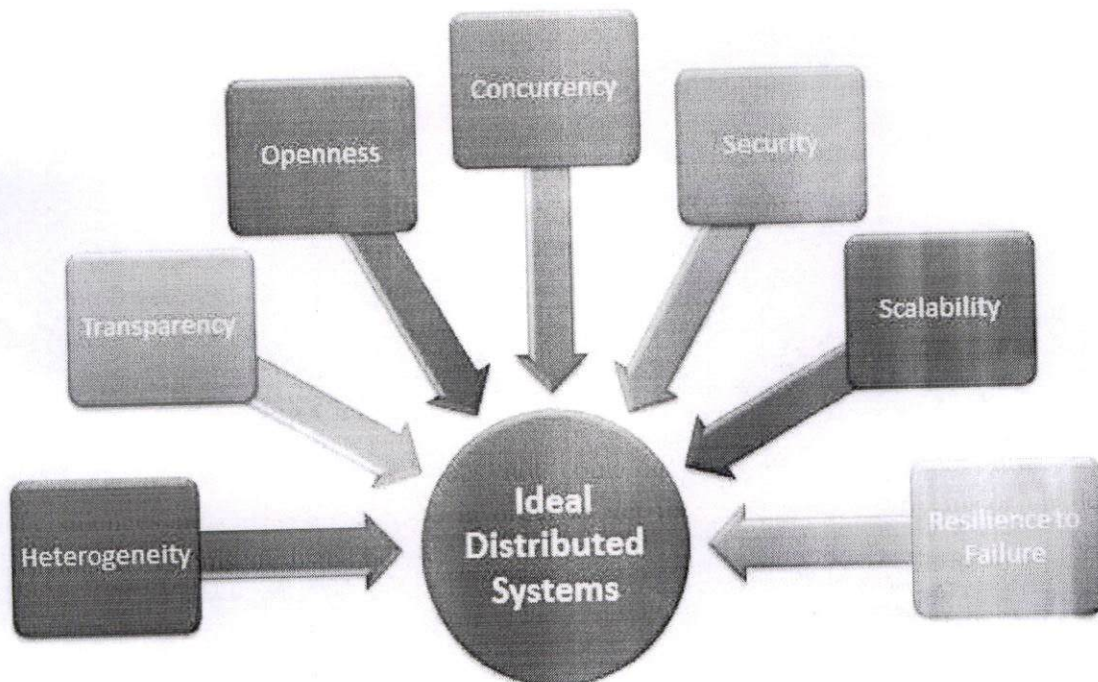 Concurrency
Openness
Security
Transparency
Scalability
Heterogeneity
Ideal
Distributed
Systems
Resilience to
Failure